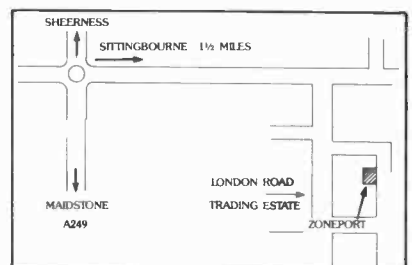 SHEERNESS
SITTINGBOURNE 1½ MILES
LONDON ROAD
TRADING ESTATE
MAIDSTONE
A249
ZONEPORT